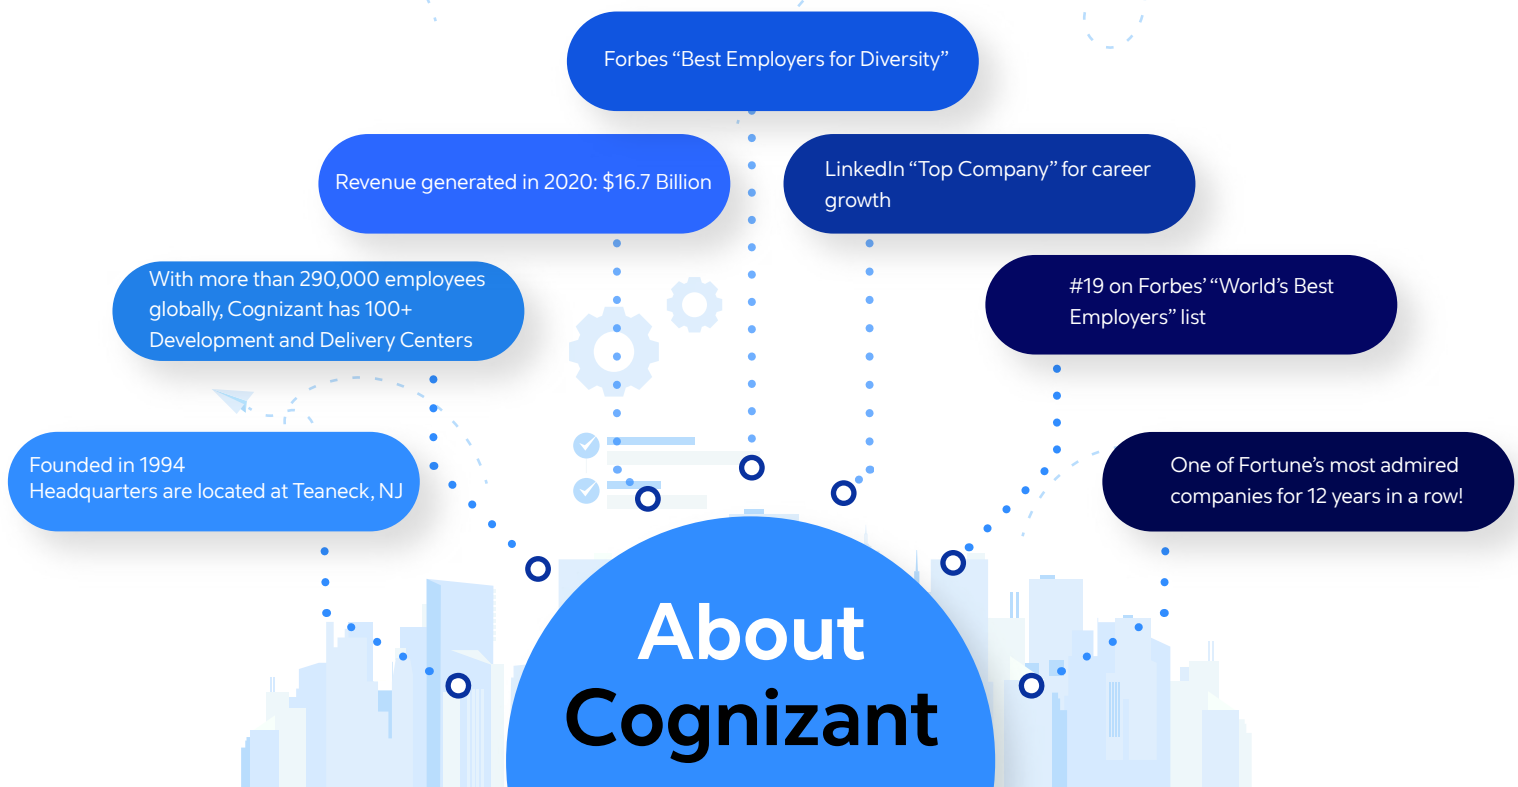 Forbes “Best Employers for Diversity”
Revenue generated in 2020: $16.7 Billion
LinkedIn “Top Company” for career
growth
With more than 290,000 employees
globally, Cognizant has 100+
Development and Delivery Centers
#19 on Forbes’ “World’s Best
Employers” list
Founded in 1994
Headquarters are located at Teaneck, NJ
One of Fortune’s most admired
companies for 12 years in a row!
About
Cognizant